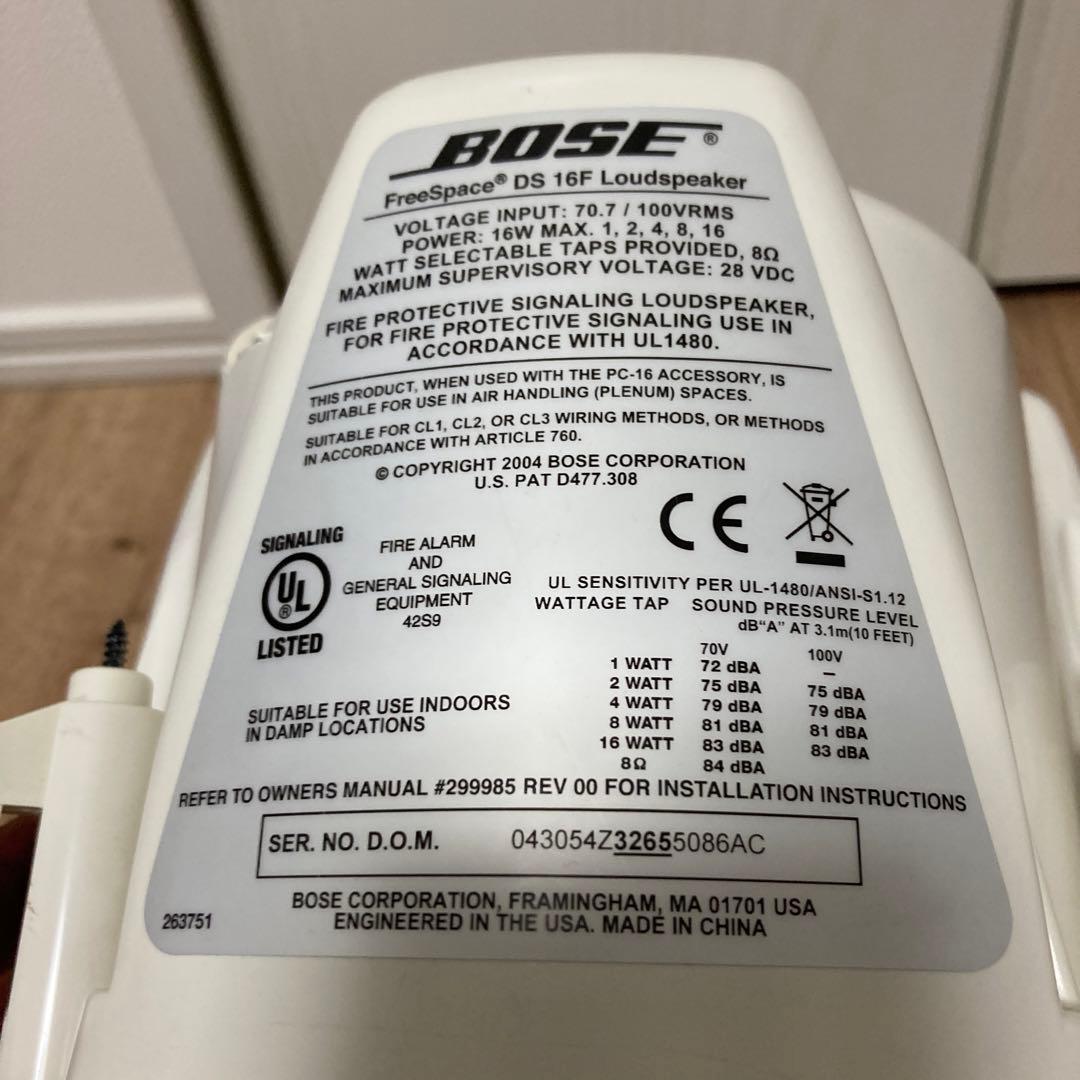 BOSE®
FreeSpace® DS 16F Loudspeaker
VOLTAGE INPUT: 70.7 / 100VRMS
POWER: 16W MAX. 1, 2, 4, 8, 16
WATT SELECTABLE TAPS PROVIDED, 8Ω
MAXIMUM SUPERVISORY VOLTAGE: 28 VDC
FIRE PROTECTIVE SIGNALING LOUDSPEAKER,
FOR FIRE PROTECTIVE SIGNALING USE IN
ACCORDANCE WITH UL1480.
THIS PRODUCT, WHEN USED WITH THE PC-16 ACCESSORY, IS
SUITABLE FOR USE IN AIR HANDLING (PLENUM) SPACES.
SUITABLE FOR CL1, CL2, OR CL3 WIRING METHODS, OR METHODS
IN ACCORDANCE WITH ARTICLE 760.
© COPYRIGHT 2004 BOSE CORPORATION
U.S. PAT D477.308
CE
SIGNALING
UL®
LISTED
FIRE ALARM
AND
GENERAL SIGNALING
EQUIPMENT
42S9
UL SENSITIVITY PER UL-1480/ANSI-S1.12
WATTAGE TAP SOUND PRESSURE LEVEL
dB“A” AT 3.1m(10 FEET)
70V 100V
1 WATT 72 dBA –
2 WATT 75 dBA 75 dBA
4 WATT 79 dBA 79 dBA
8 WATT 81 dBA 81 dBA
16 WATT 83 dBA 83 dBA
8Ω 84 dBA
SUITABLE FOR USE INDOORS
IN DAMP LOCATIONS
REFER TO OWNERS MANUAL #299985 REV 00 FOR INSTALLATION INSTRUCTIONS
SER. NO. D.O.M. 043054Z32655086AC
BOSE CORPORATION, FRAMINGHAM, MA 01701 USA
263751 ENGINEERED IN THE USA. MADE IN CHINA